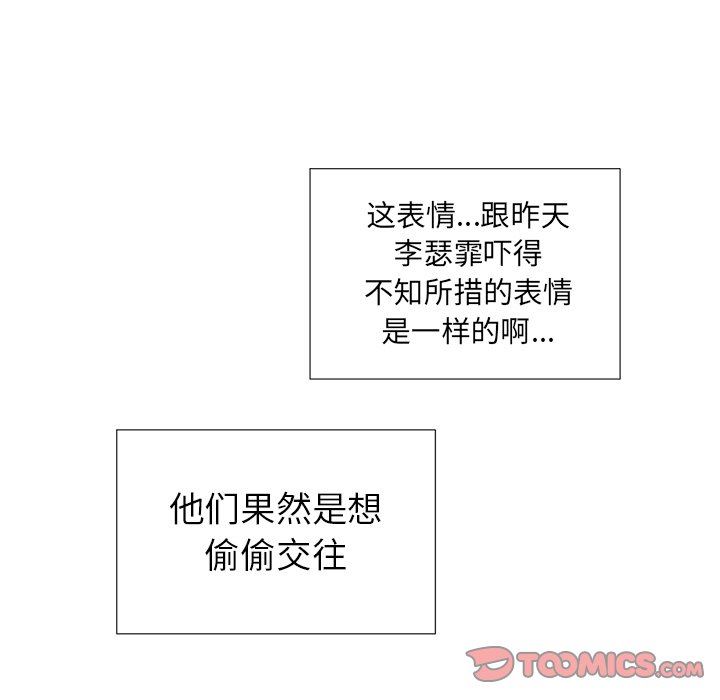 这表情...跟昨天
李瑟霏吓得
不知所措的表情
是一样的啊...
他们果然是想
偷偷交往
TOOMICS.COM